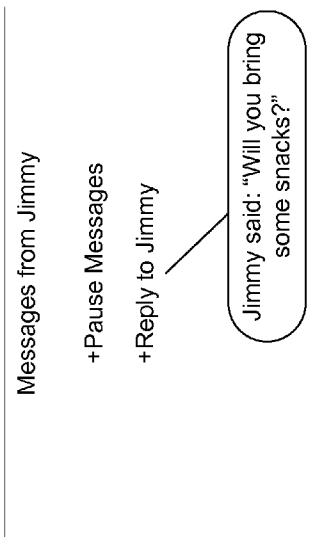 Messages from Jimmy
+Pause Messages
+Reply to Jimmy
Jimmy said: “Will you bring
some snacks?”